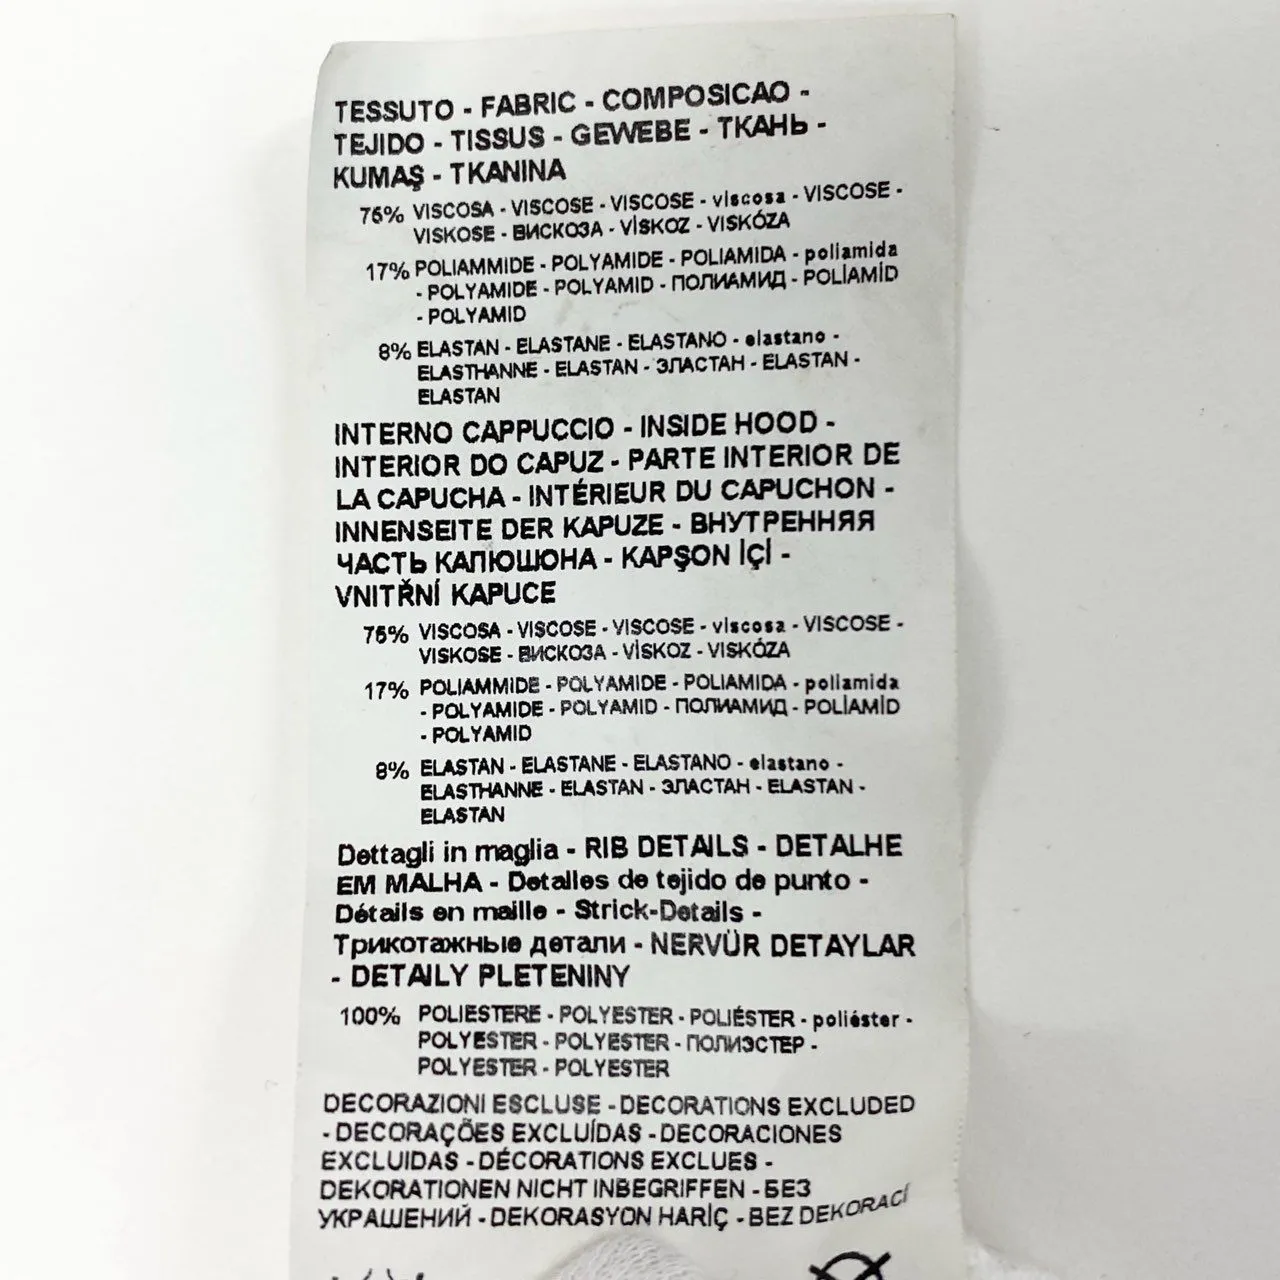 TESSUTO - FABRIC - COMPOSICAO -
TEJIDO - TISSUS - GEWEBE - ТКАНЬ -
KUMAŞ - TKANINA
75% VISCOSA - VISCOSE - VISCOSE - viscosa - VISCOSE -
VISKOSE - ВИСКОЗА - VİSKOZ - VISKÓZA
17% POLIAMMIDE - POLYAMIDE - POLIAMIDA - poliamida
- POLYAMIDE - POLYAMID - ПОЛИАМИД - POLİAMİD
- POLYAMID
8% ELASTAN - ELASTANE - ELASTANO - elastano -
ELASTHANNE - ELASTAN - ЭЛАСТАН - ELASTAN -
ELASTAN
INTERNO CAPPUCCIO - INSIDE HOOD -
INTERIOR DO CAPUZ - PARTE INTERIOR DE
LA CAPUCHA - INTÉRIEUR DU CAPUCHON -
INNENSEITE DER KAPUZE - ВНУТРЕННЯЯ
ЧАСТЬ КАПЮШОНА - KAPŞON İÇİ -
VNITŘNÍ KAPUCE
75% VISCOSA - VISCOSE - VISCOSE - viscosa - VISCOSE -
VISKOSE - ВИСКОЗА - VİSKOZ - VISKÓZA
17% POLIAMMIDE - POLYAMIDE - POLIAMIDA - poliamida
- POLYAMIDE - POLYAMID - ПОЛИАМИД - POLİAMİD
- POLYAMID
8% ELASTAN - ELASTANE - ELASTANO - elastano -
ELASTHANNE - ELASTAN - ЭЛАСТАН - ELASTAN -
ELASTAN
Dettagli in maglia - RIB DETAILS - DETALHE
EM MALHA - Detalles de tejido de punto -
Détails en maille - Strick-Details -
Трикотажные детали - NERVÜR DETAYLAR
- DETAILY PLETENINY
100% POLIESTERE - POLYESTER - POLIÉSTER - poliéster -
POLYESTER - POLYESTER - ПОЛИЭСТЕР -
POLYESTER - POLYESTER
DECORAZIONI ESCLUSE - DECORATIONS EXCLUDED
- DECORAÇÕES EXCLUÍDAS - DECORACIONES
EXCLUIDAS - DÉCORATIONS EXCLUES -
DEKORATIONEN NICHT INBEGRIFFEN - БЕЗ
УКРАШЕНИЙ - DEKORASYON HARİÇ - BEZ DEKORACÍ